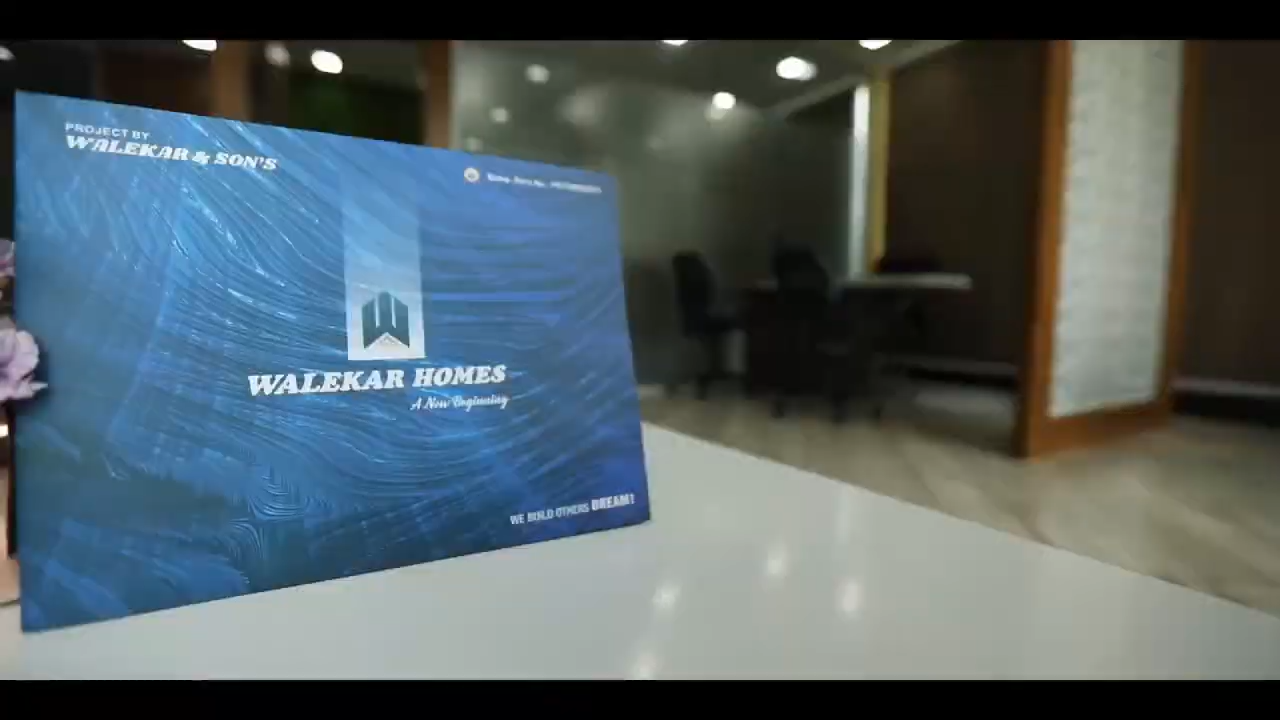 PROJECT BY
WALEKAR & SON'S
WALEKAR HOMES
A New Beginning
WE BUILD OTHERS DREAM!